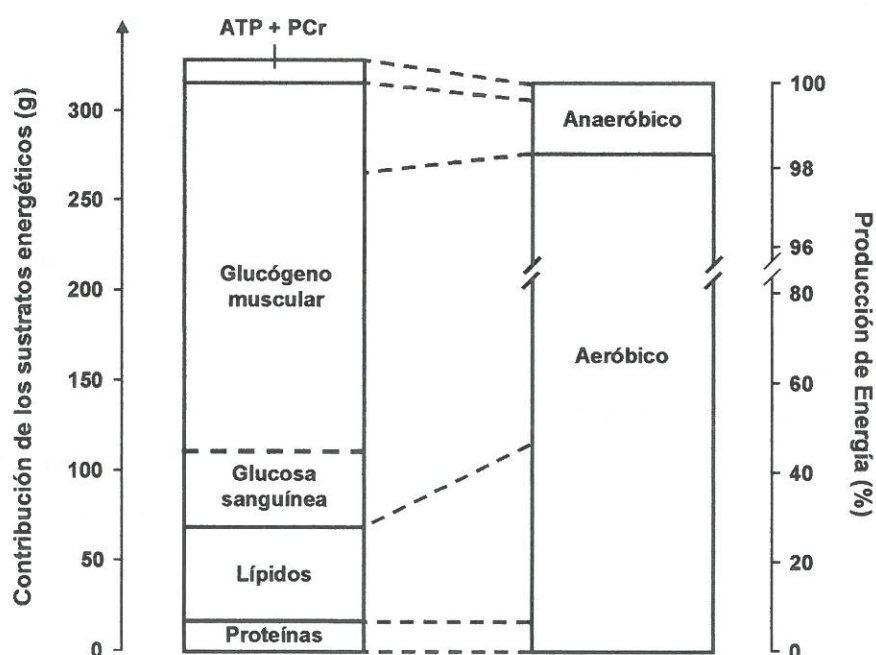 ATP + PCr
Contribución de los sustratos energéticos (g)
300
250
200
150
100
50
0
Glucógeno
muscular
Glucosa
sanguínea
Lípidos
Proteínas
Anaeróbico
Aeróbico
100
98
96
80
60
40
20
0
Producción de Energía (%)